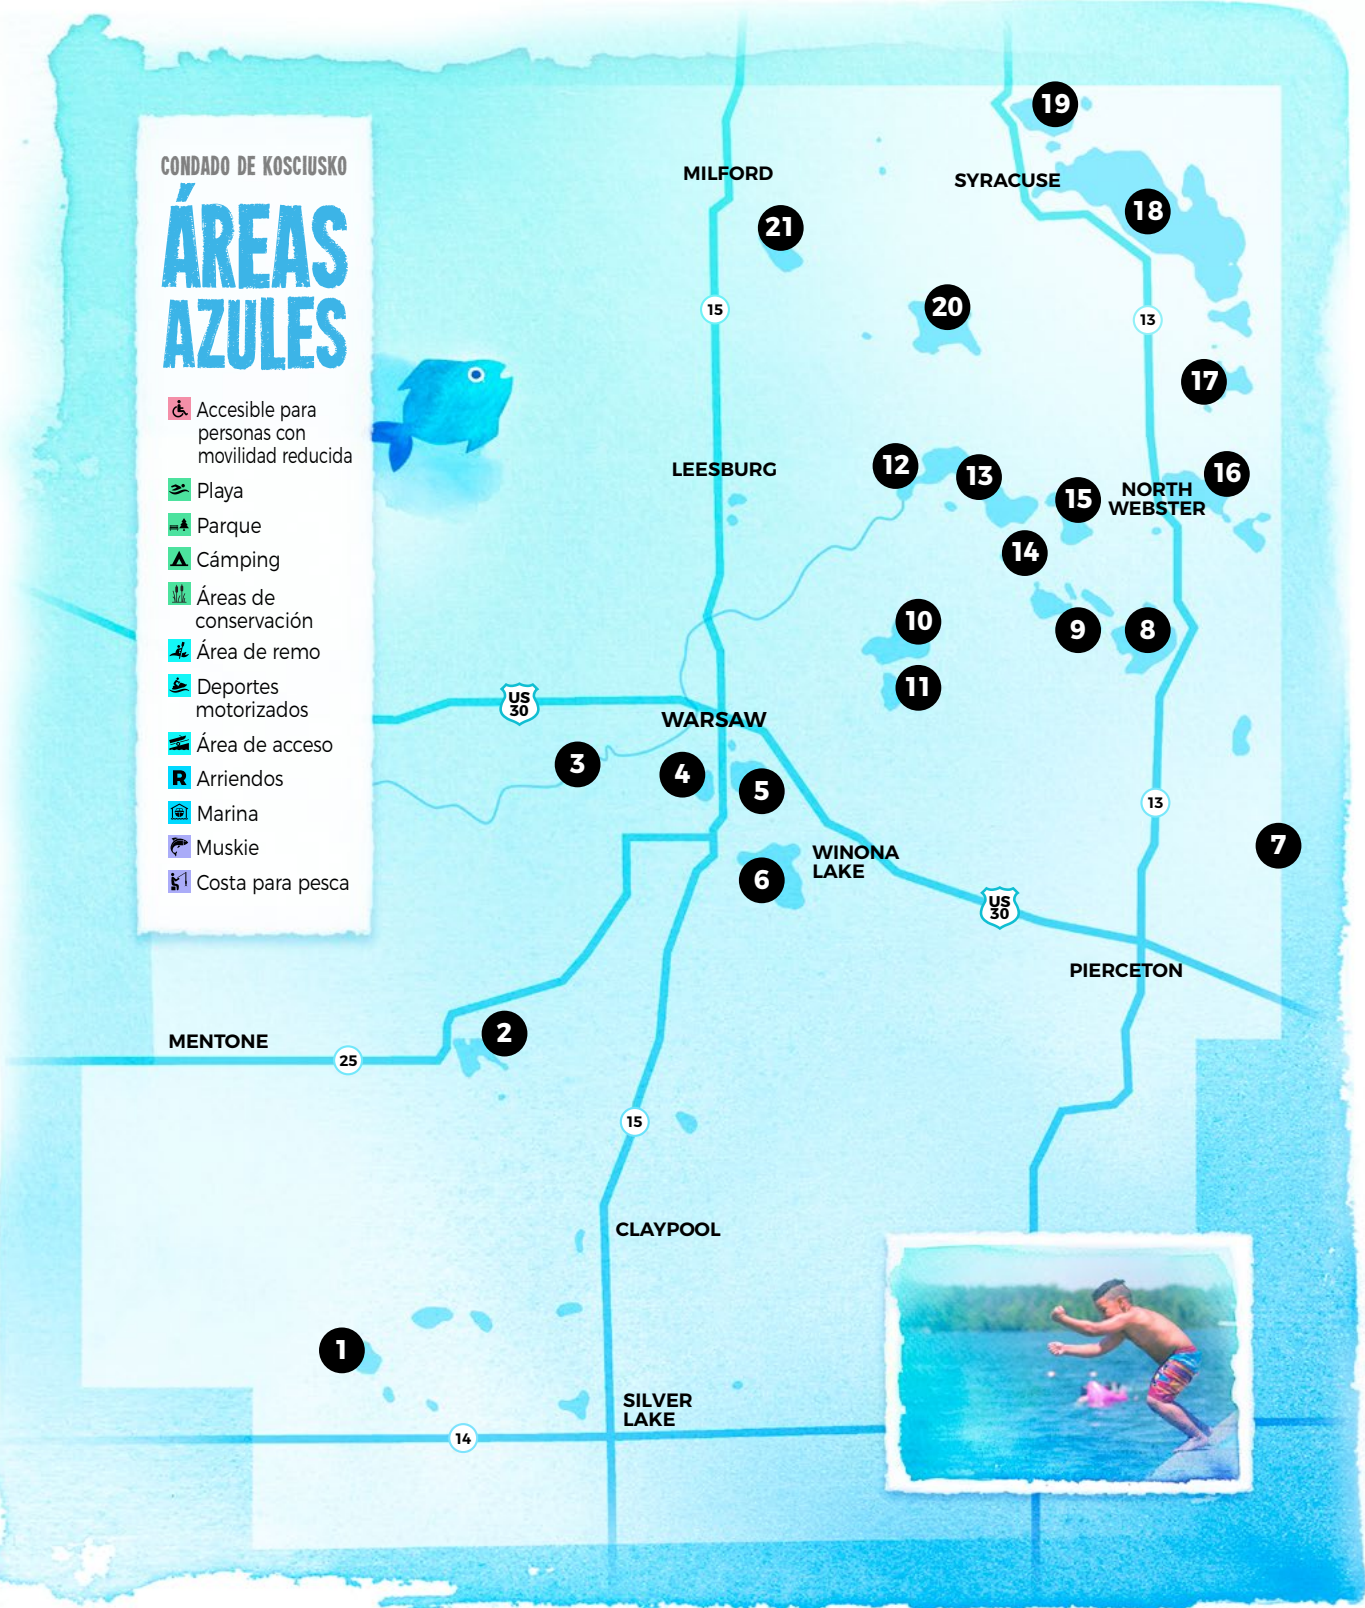 CONDADO DE KOSCIUSKO
ÁREAS
AZULES
Accesible para
personas con
movilidad reducida
Playa
Parque
Cámping
Áreas de
conservación
Área de remo
Deportes
motorizados
Área de acceso
R Arriendos
Marina
Muskie
Costa para pesca
19
MILFORD
SYRACUSE
18
21
20
15
13
17
LEESBURG
12
13
16
15
NORTH
WEBSTER
14
10
9
8
11
US
30
WARSAW
3
4
5
13
7
WINONA
LAKE
6
US
30
PIERCETON
2
MENTONE
25
15
CLAYPOOL
1
SILVER
LAKE
14